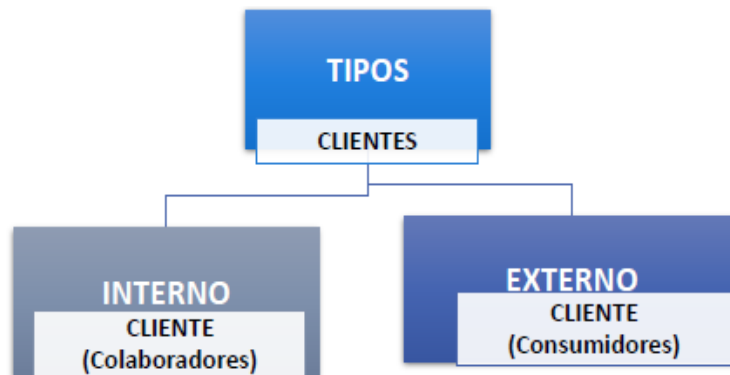 TIPOS
CLIENTES
INTERNO
CLIENTE
(Colaboradores)
EXTERNO
CLIENTE
(Consumidores)